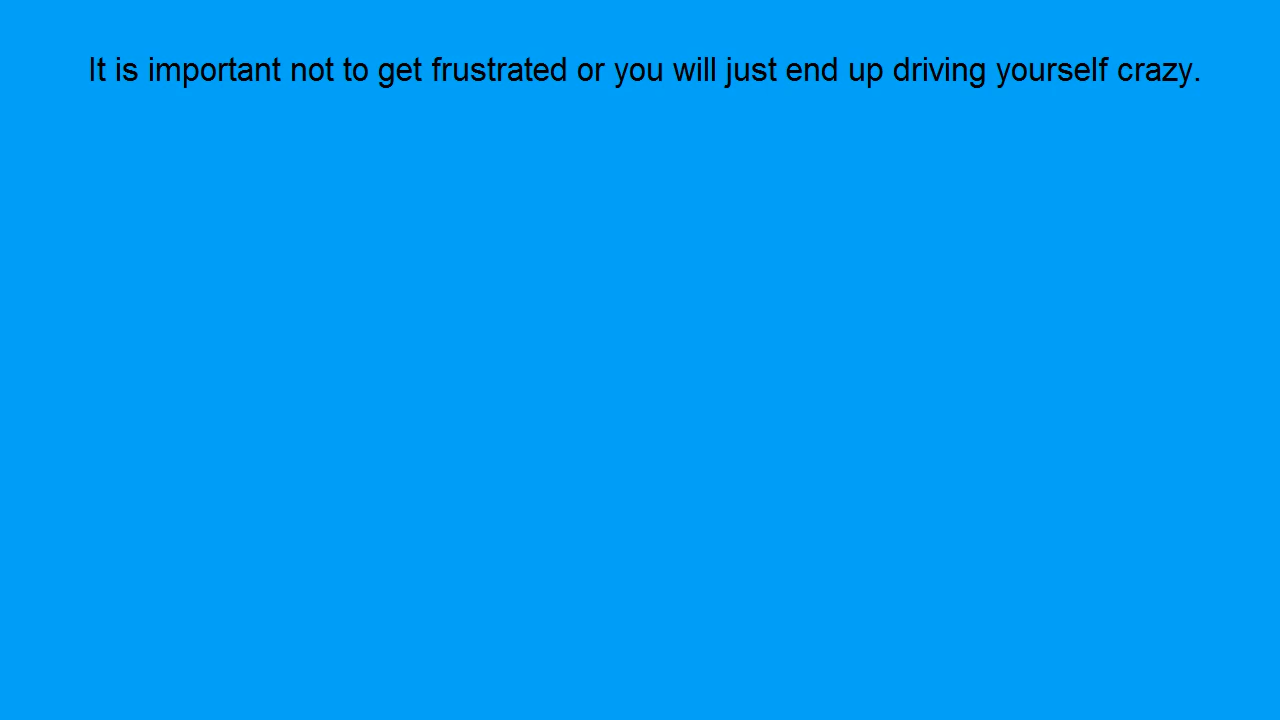 It is important not to get frustrated or you will just end up driving yourself crazy.